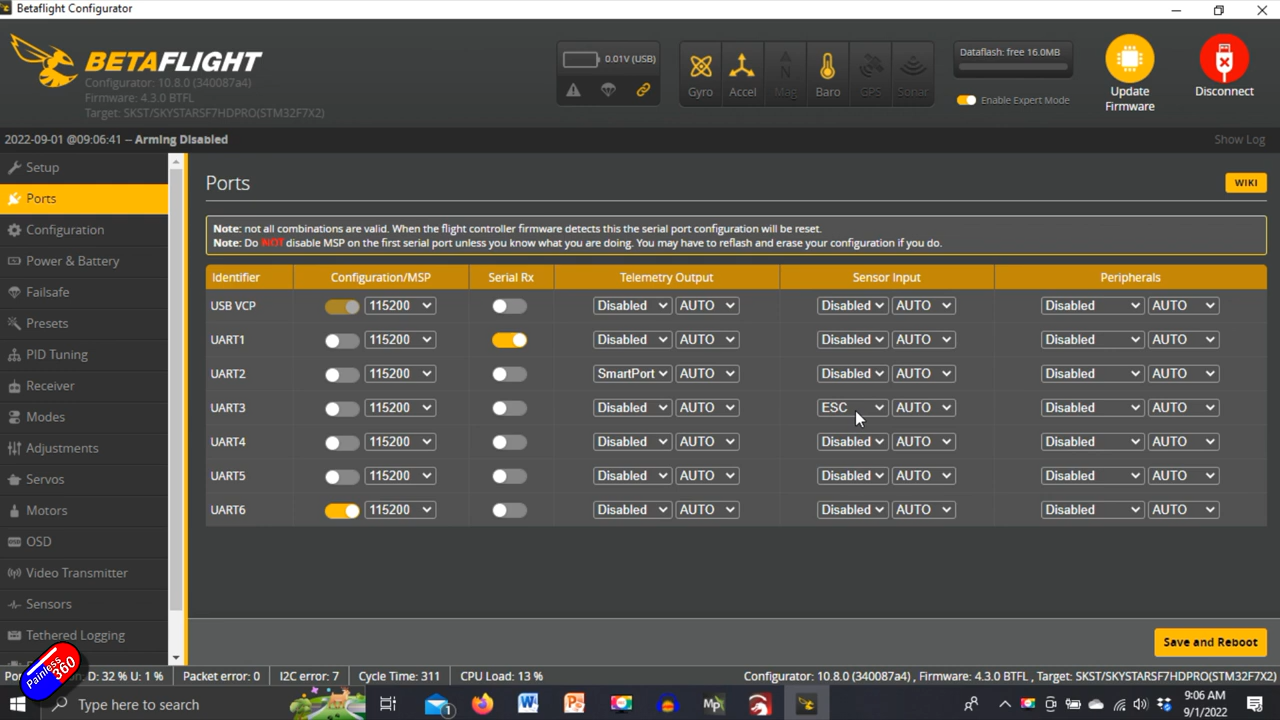 Betaflight Configurator
BETAFLIGHT
Configurator: 10.8.0 (340087a4)
Firmware: 4.3.0 BTFL
Target: SKST/SKYSTARSF7HDPRO(STM32F7X2)
0.01V (USB)
Gyro Accel Mag Baro GPS Sonar
Dataflash: free 16.0MB
Enable Expert Mode
Update
Firmware
Disconnect
2022-09-01 @09:06:41 -- Arming Disabled
Show Log
Setup
Ports
Configuration
Power & Battery
Failsafe
Presets
PID Tuning
Receiver
Modes
Adjustments
Servos
Motors
OSD
Video Transmitter
Sensors
Tethered Logging
Ports
WIKI
Note: not all combinations are valid. When the flight controller firmware detects this the serial port configuration will be reset.
Note: Do NOT disable MSP on the first serial port unless you know what you are doing. You may have to reflash and erase your configuration if you do.
Identifier Configuration/MSP Serial Rx Telemetry Output Sensor Input Peripherals
USB VCP 115200 Disabled AUTO Disabled AUTO Disabled AUTO
UART1 115200 Disabled AUTO Disabled AUTO Disabled AUTO
UART2 115200 SmartPort AUTO Disabled AUTO Disabled AUTO
UART3 115200 Disabled AUTO ESC AUTO Disabled AUTO
UART4 115200 Disabled AUTO Disabled AUTO Disabled AUTO
UART5 115200 Disabled AUTO Disabled AUTO Disabled AUTO
UART6 115200 Disabled AUTO Disabled AUTO Disabled AUTO
Save and Reboot
D: 32 % U: 1 % Packet error: 0 I2C error: 7 Cycle Time: 311 CPU Load: 13 % Configurator: 10.8.0 (340087a4) , Firmware: 4.3.0 BTFL , Target: SKST/SKYSTARSF7HDPRO(STM32F7X2)
Painless
360
Type here to search
1
W
P
Mp
9:06 AM
9/1/2022